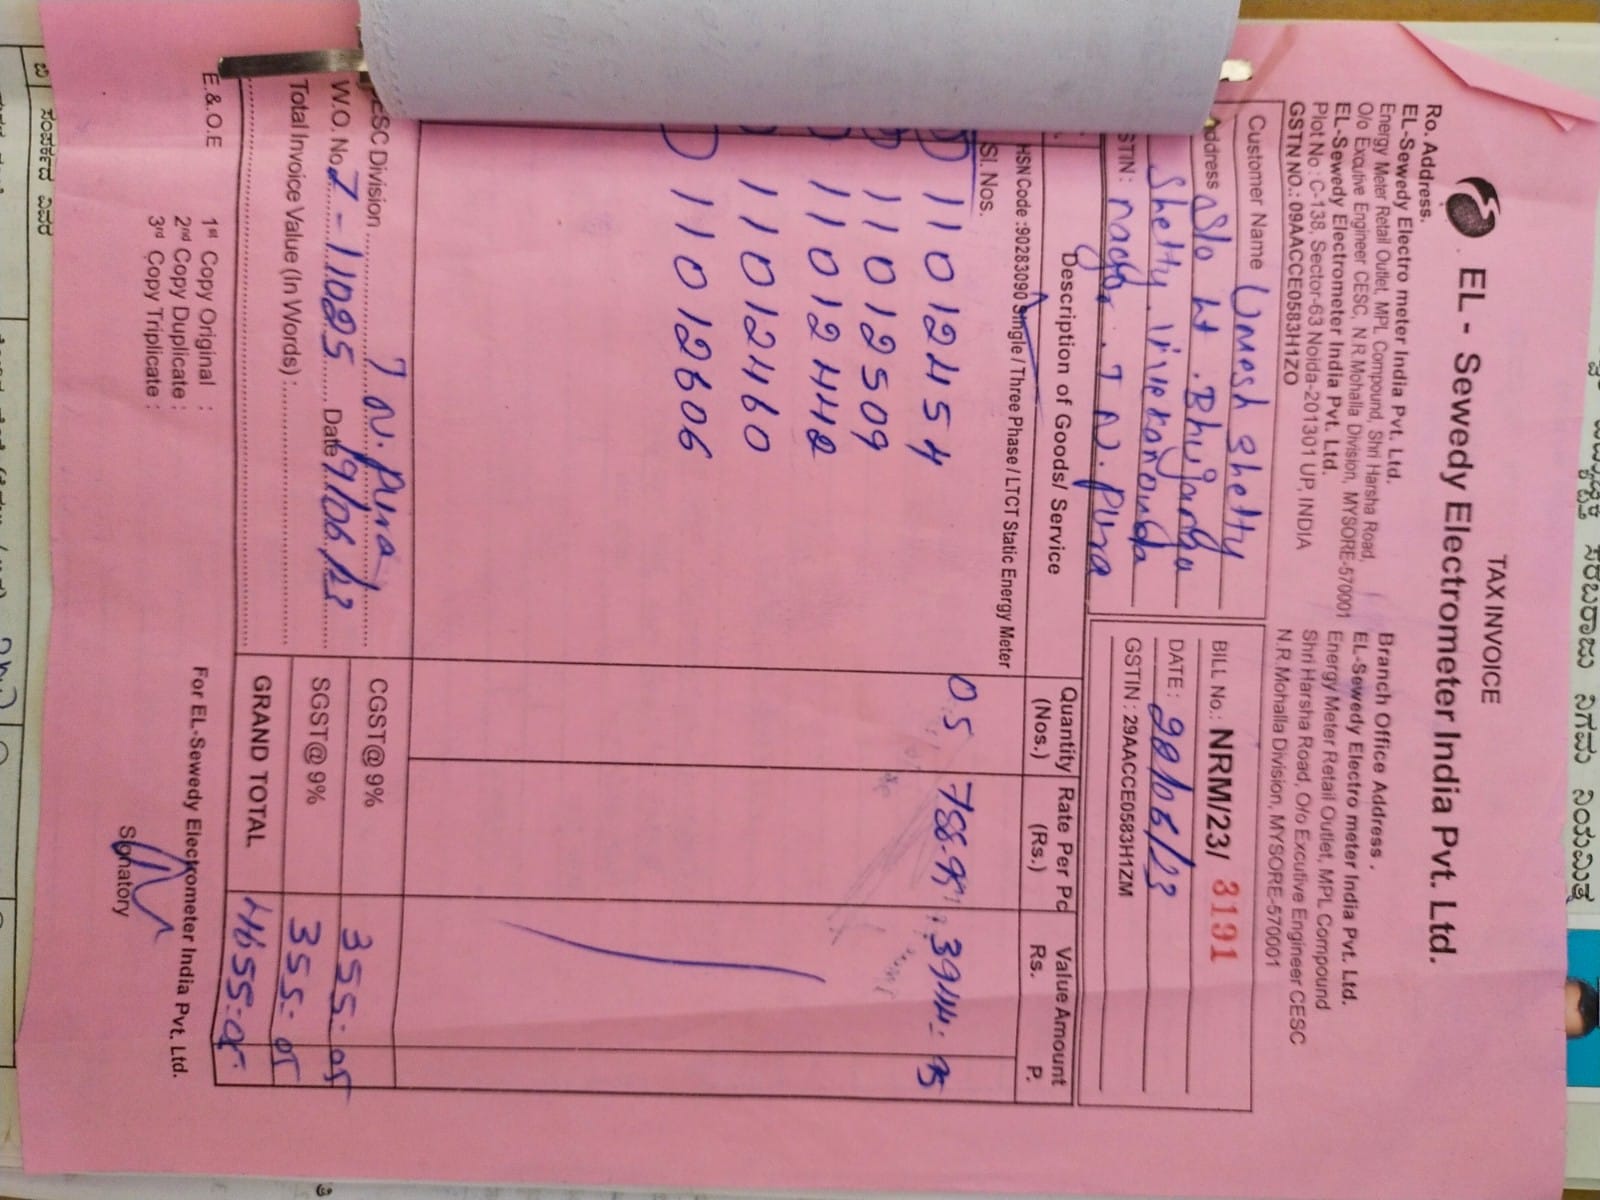 TAX INVOICE
EL - Sewedy Electrometer India Pvt. Ltd.
Ro. Address.
EL-Sewedy Electro meter India Pvt. Ltd.
Energy Meter Retail Outlet, MPL Compound, Shri Harsha Road,
O/o Excutive Engineer CESC, N.R.Mohalla Division, MYSORE-570001
EL-Sewedy Electrometer India Pvt. Ltd.
Plot No : C-138, Sector-63 Noida-201301 UP, INDIA
GSTN NO.: 09AACCE0583H1ZO
Branch Office Address .
EL-Sewedy Electro meter India Pvt. Ltd.
Energy Meter Retail Outlet, MPL Compound
Shri Harsha Road, O/o Excutive Engineer CESC
N.R.Mohalla Division, MYSORE-570001
Customer Name Umesh Shetty
ddress S/o Lt . Bhujanga
Shetty, Vivekananda
STIN : nagar . T N. Pura
BILL No.: NRM/23/ 3191
DATE : 28/06/23
GSTIN : 29AACCE0583H1ZM
Description of Goods/ Service Quantity (Nos.) Rate Per Pc (Rs.) Value Amount Rs. P.
HSN Code :90283090 Single / Three Phase / LTCT Static Energy Meter
Sl. Nos.
11012454 05 788.95 3944: 75
11012509
11012442
11012460
11012606
ESC Division T.N. Pura
W.O. No. 7-11025 Date 19/06/23
Total Invoice Value (In Words) :
CGST@ 9% 355: 05
SGST@ 9% 355: 05
GRAND TOTAL 4655:05
E.&.O.E
1st Copy Original :
2nd Copy Duplicate :
3rd Copy Triplicate :
For EL-Sewedy Electrometer India Pvt. Ltd.
Signatory